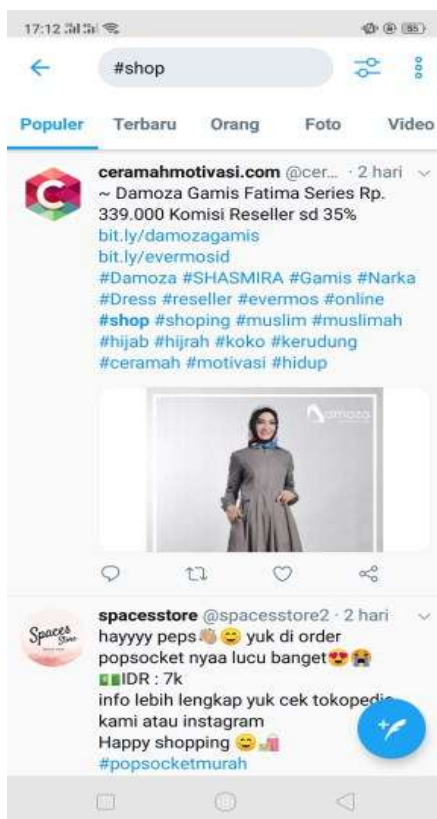 17:12
55
#shop
Populer Terbaru Orang Foto Video
ceramahmotivasi.com @cer... · 2 hari
~ Damoza Gamis Fatima Series Rp.
339.000 Komisi Reseller sd 35%
bit.ly/damozagamis
bit.ly/evermosid
#Damoza #SHASMIRA #Gamis #Narka
#Dress #reseller #evermos #online
#shop #shoping #muslim #muslimah
#hijab #hijrah #koko #kerudung
#ceramah #motivasi #hidup
damoza
Spaces
Store
spacesstore @spacesstore2 · 2 hari
hayyyy peps👋🏼😊 yuk di order
popsocket nyaa lucu banget😍😭
💵IDR : 7k
info lebih lengkap yuk cek tokopedia
kami atau instagram
Happy shopping 😊🛍️
#popsocketmurah